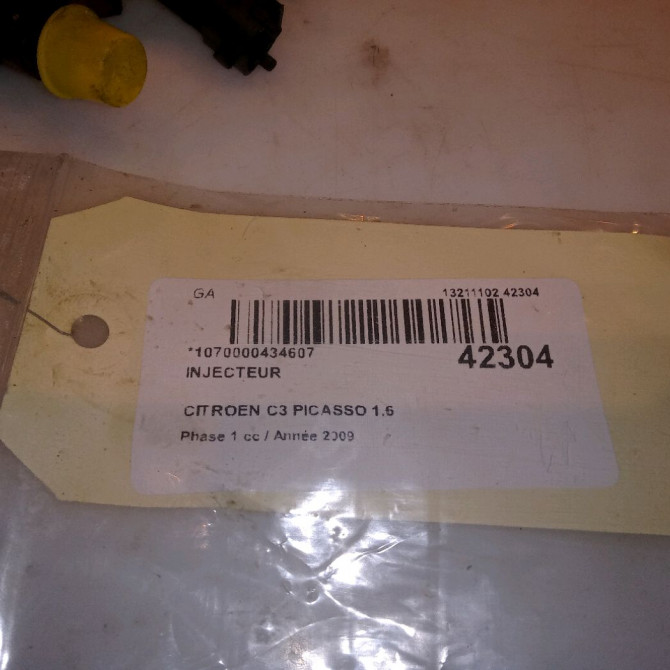 GA 13211102 42304
*1070000434607 42304
INJECTEUR
CITROEN C3 PICASSO 1.6
Phase 1 cc / Année 2009